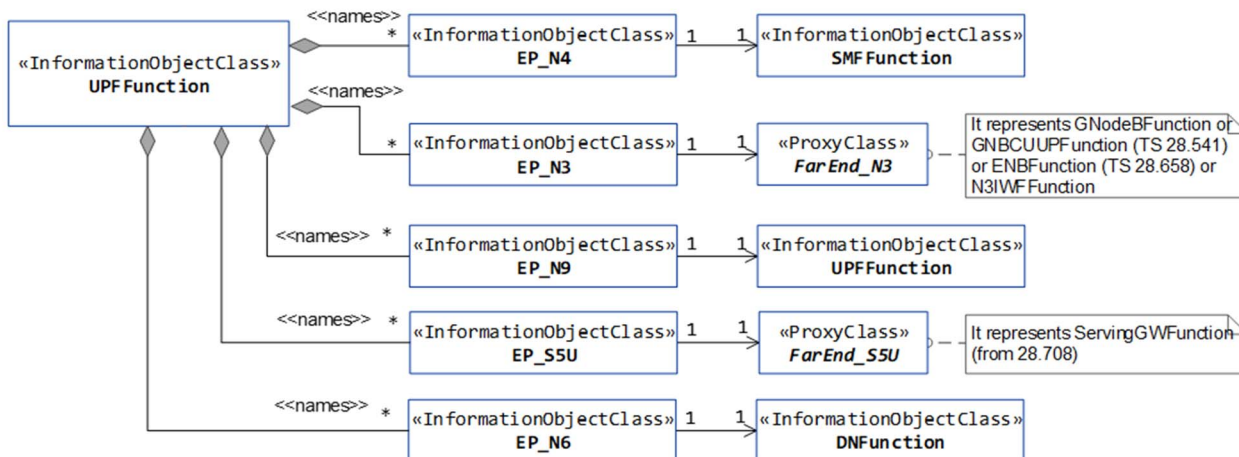 «InformationObjectClass»
UPFFunction
<<names>>
*
«InformationObjectClass»
EP_N4
1
1
«InformationObjectClass»
SMFFunction
<<names>>
*
«InformationObjectClass»
EP_N3
1
1
«ProxyClass»
FarEnd_N3
It represents GNodeBFunction or
GNBCUUPFunction (TS 28.541)
or ENBFunction (TS 28.658) or
N3IWFFunction
<<names>>
*
«InformationObjectClass»
EP_N9
1
1
«InformationObjectClass»
UPFFunction
<<names>>
*
«InformationObjectClass»
EP_S5U
1
1
«ProxyClass»
FarEnd_S5U
It represents ServingGWFunction
(from 28.708)
<<names>>
*
«InformationObjectClass»
EP_N6
1
1
«InformationObjectClass»
DNFunction